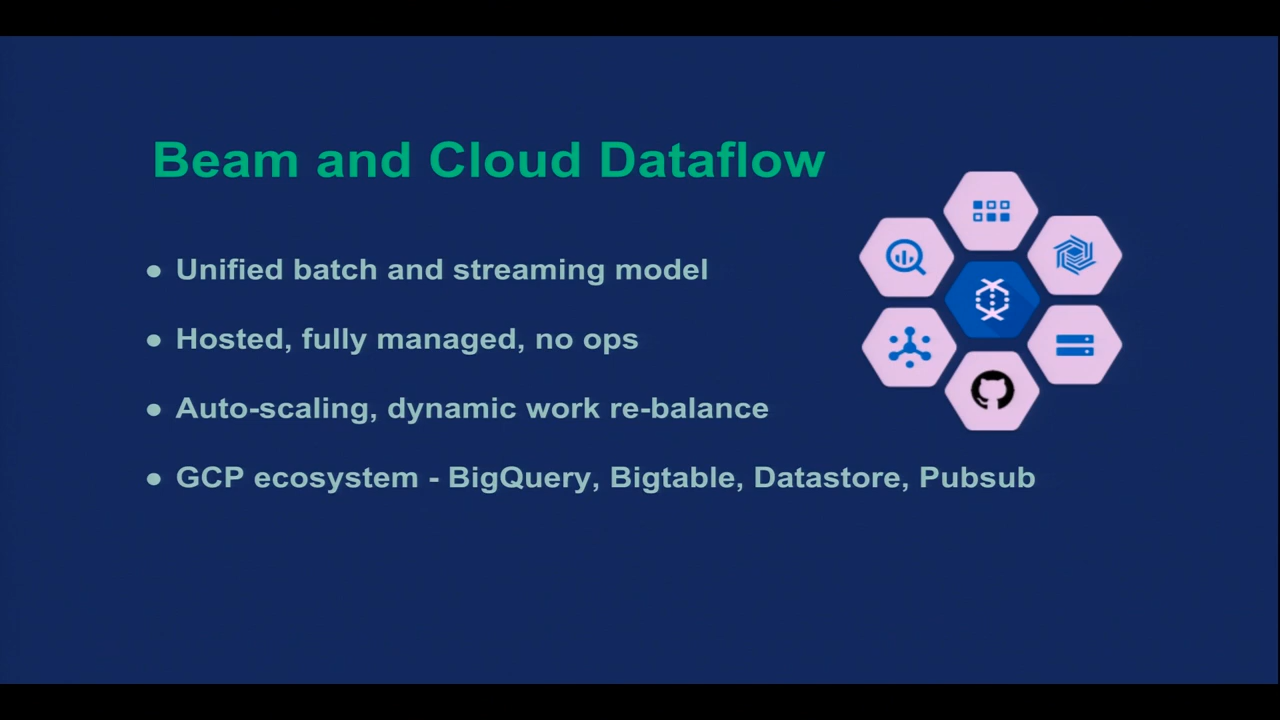 Beam and Cloud Dataflow
● Unified batch and streaming model
● Hosted, fully managed, no ops
● Auto-scaling, dynamic work re-balance
● GCP ecosystem - BigQuery, Bigtable, Datastore, Pubsub